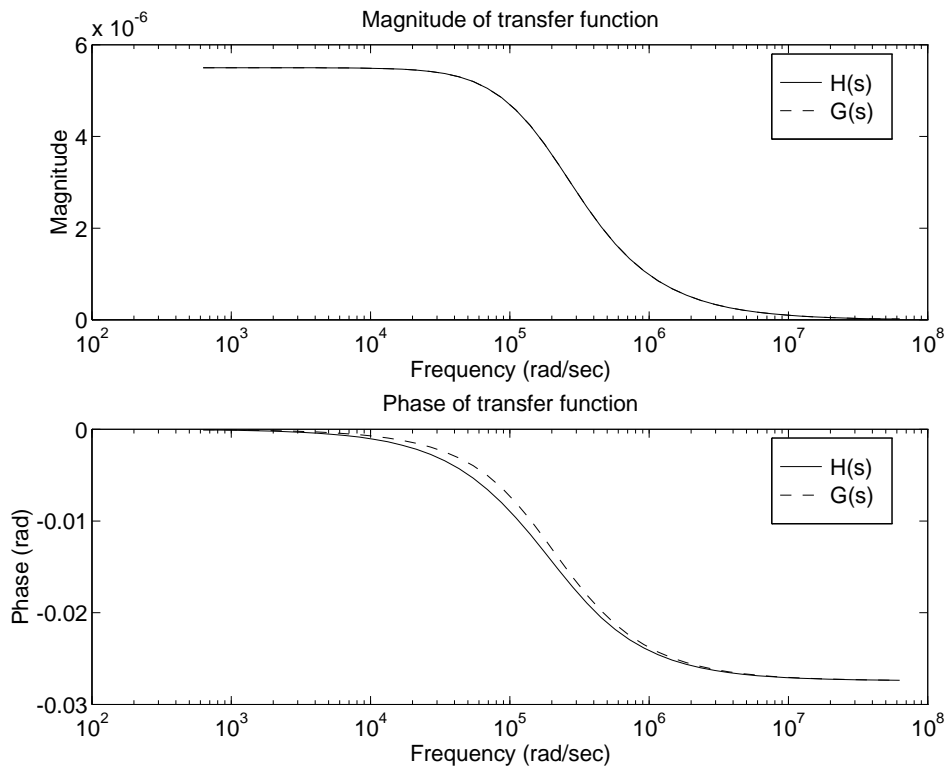 Magnitude of transfer function
x 10^-6
6
4
2
0
Magnitude
H(s)
G(s)
10^2 10^3 10^4 10^5 10^6 10^7 10^8
Frequency (rad/sec)
Phase of transfer function
0
-0.01
-0.02
-0.03
Phase (rad)
H(s)
G(s)
10^2 10^3 10^4 10^5 10^6 10^7 10^8
Frequency (rad/sec)